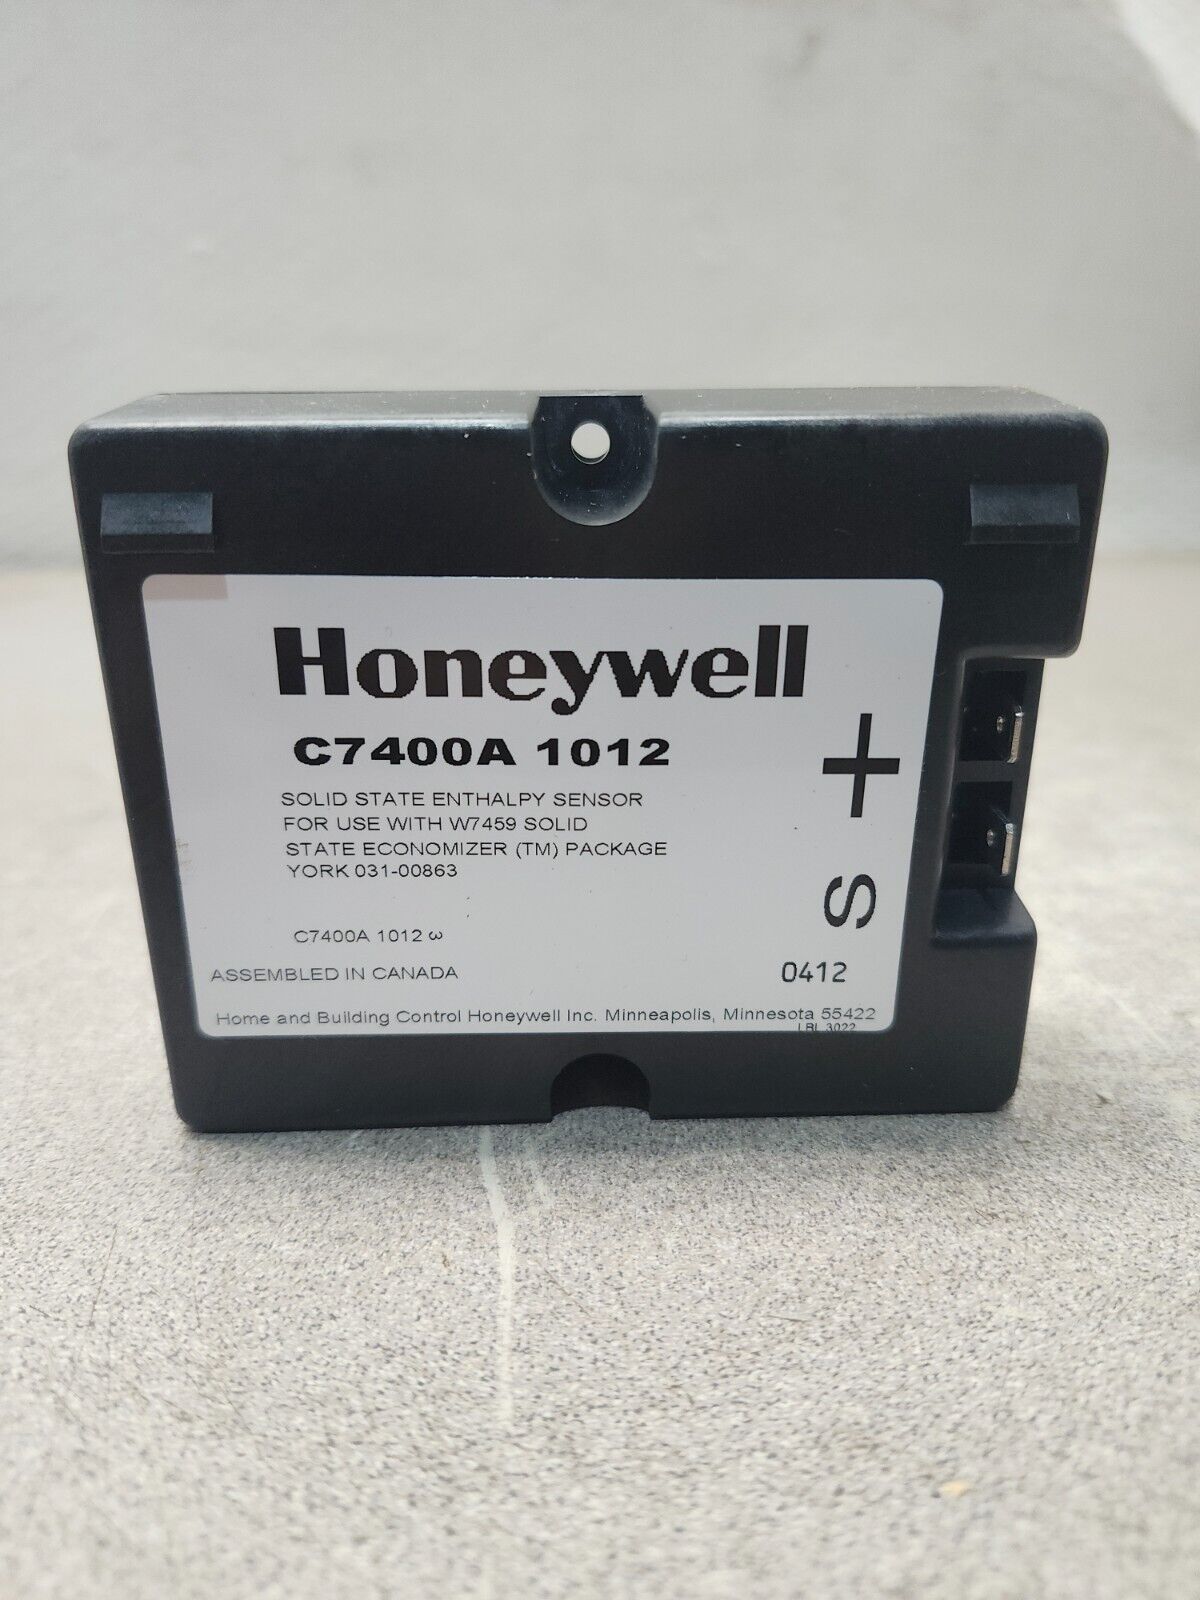 Honeywell
C7400A 1012
SOLID STATE ENTHALPY SENSOR
FOR USE WITH W7459 SOLID
STATE ECONOMIZER (TM) PACKAGE
YORK 031-00863
+
S
C7400A 1012 ω
ASSEMBLED IN CANADA
0412
Home and Building Control Honeywell Inc. Minneapolis, Minnesota 55422
LBL 3022